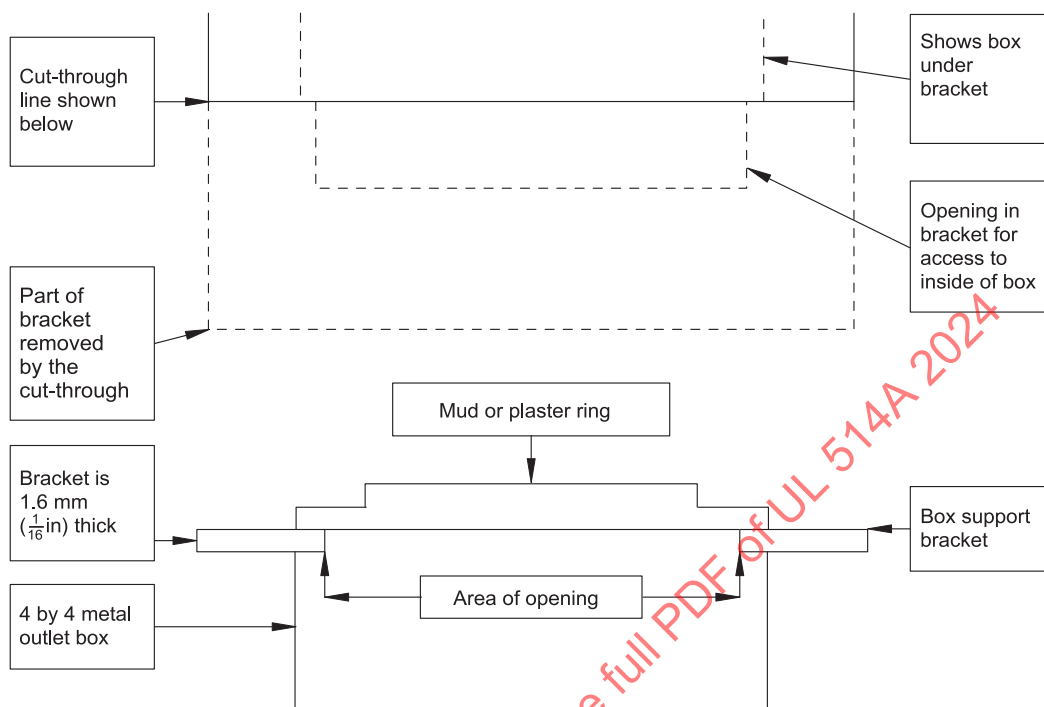 Cut-through
line shown
below
Shows box
under
bracket
Opening in
bracket for
access to
inside of box
Part of
bracket
removed
by the
cut-through
Mud or plaster ring
Bracket is
1.6 mm
(1/16in) thick
Box support
bracket
Area of opening
4 by 4 metal
outlet box
e full PDF of UL 514A 2024